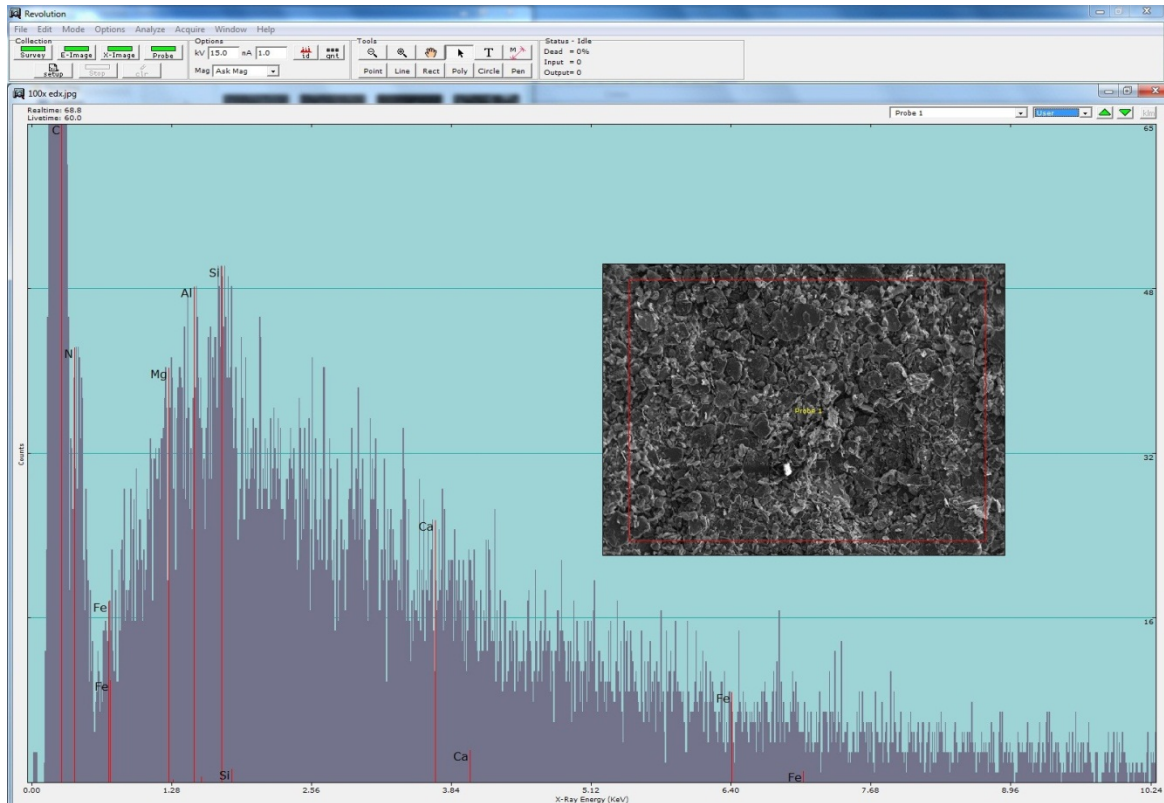 Revolution
File Edit Mode Options Analyze Acquire Window Help
Collection
Survey E-Image X-Image Probe
setup Stop clr
Options
kV 15.0 nA 1.0 id qnt
Mag Ask Mag
Tools
T M
Point Line Rect Poly Circle Pen
Status - Idle
Dead = 0%
Input = 0
Output= 0
100x edx.jpg
Realtime: 68.8
Livetime: 60.0
Probe 1 User
C
65
Si
Al
48
N
Mg
Probe 1
Counts
32
Ca
Fe
16
Fe
Fe
Ca
Si
Fe
0.00 1.28 2.56 3.84 5.12 6.40 7.68 8.96 10.24
X-Ray Energy (KeV)